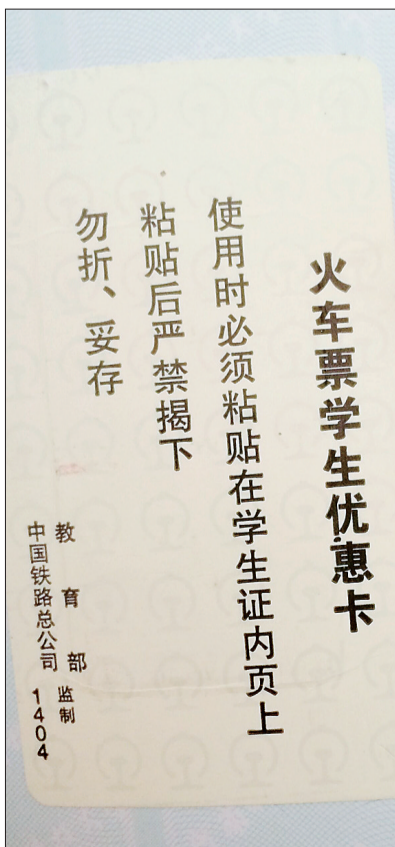 火车票学生优惠卡
使用时必须粘贴在学生证内页上
粘贴后严禁揭下
勿折、妥存
教育部
中国铁路总公司 监制
1404